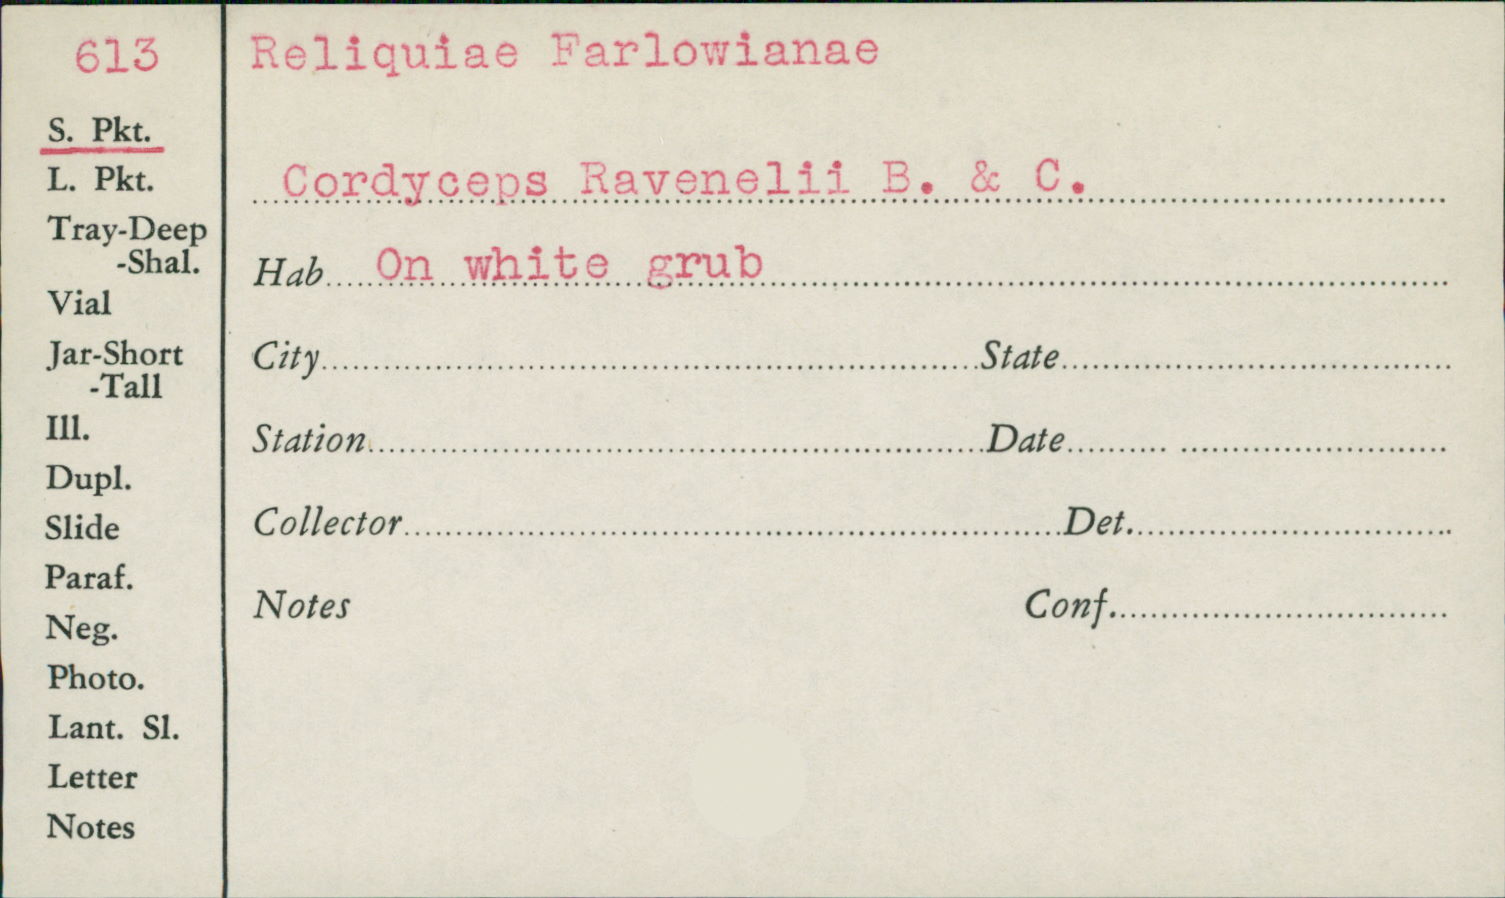 613
Reliquiae Farlowianae
S. Pkt.
L. Pkt.
Tray-Deep
-Shal.
Vial
Jar-Short
-Tall
Ill.
Dupl.
Slide
Paraf.
Neg.
Photo.
Lant. Sl.
Letter
Notes
Cordyceps Ravenelii B. & C.
Hab. On white grub
City State
Station Date
Collector Det.
Notes Conf.